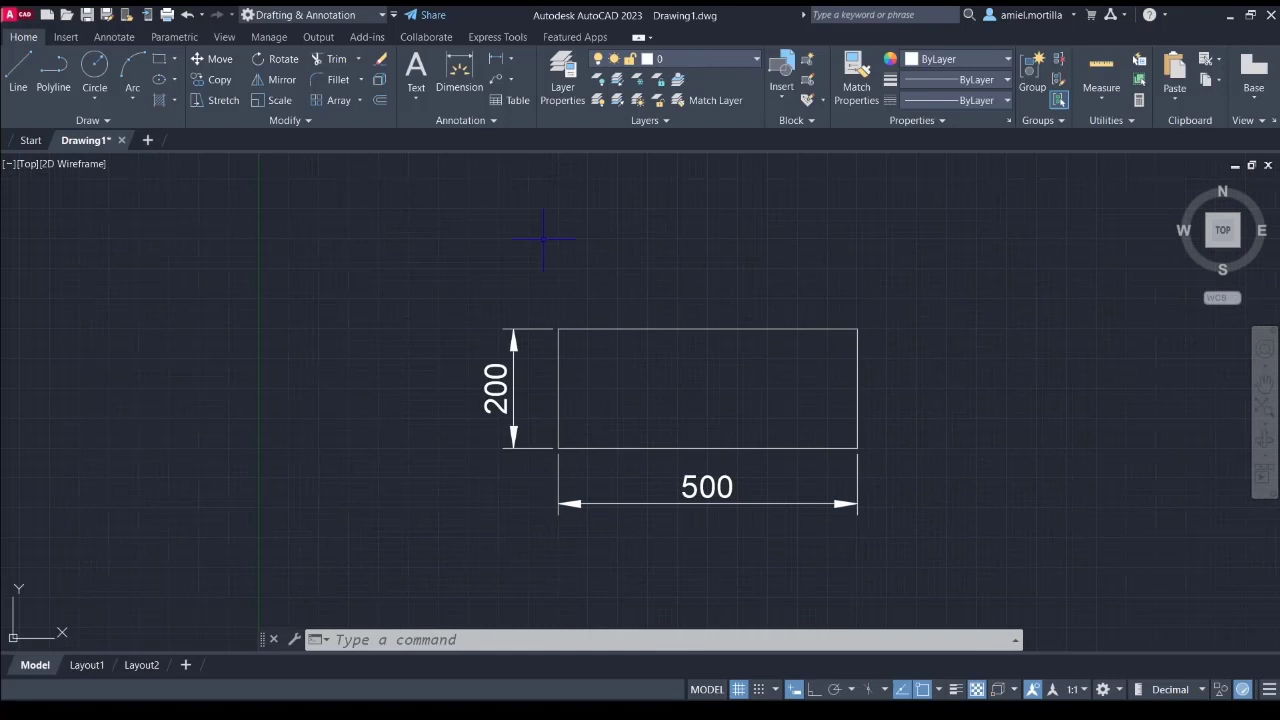 CAD Drafting & Annotation Share Autodesk AutoCAD 2023 Drawing1.dwg Type a keyword or phrase amiel.mortilla
Home Insert Annotate Parametric View Manage Output Add-ins Collaborate Express Tools Featured Apps
Line Polyline Circle Arc
Move Rotate Trim
Copy Mirror Fillet
Stretch Scale Array
Text Dimension Table
Layer Properties
0
Match Layer
Insert
Match Properties
ByLayer
ByLayer
ByLayer
Group
Measure
Paste
Base
Draw Modify Annotation Layers Block Properties Groups Utilities Clipboard View
Start Drawing1* +
[−][Top][2D Wireframe]
N
W TOP E
S
WCS
200
500
Y
X
Type a command
Model Layout1 Layout2 +
MODEL 1:1 Decimal